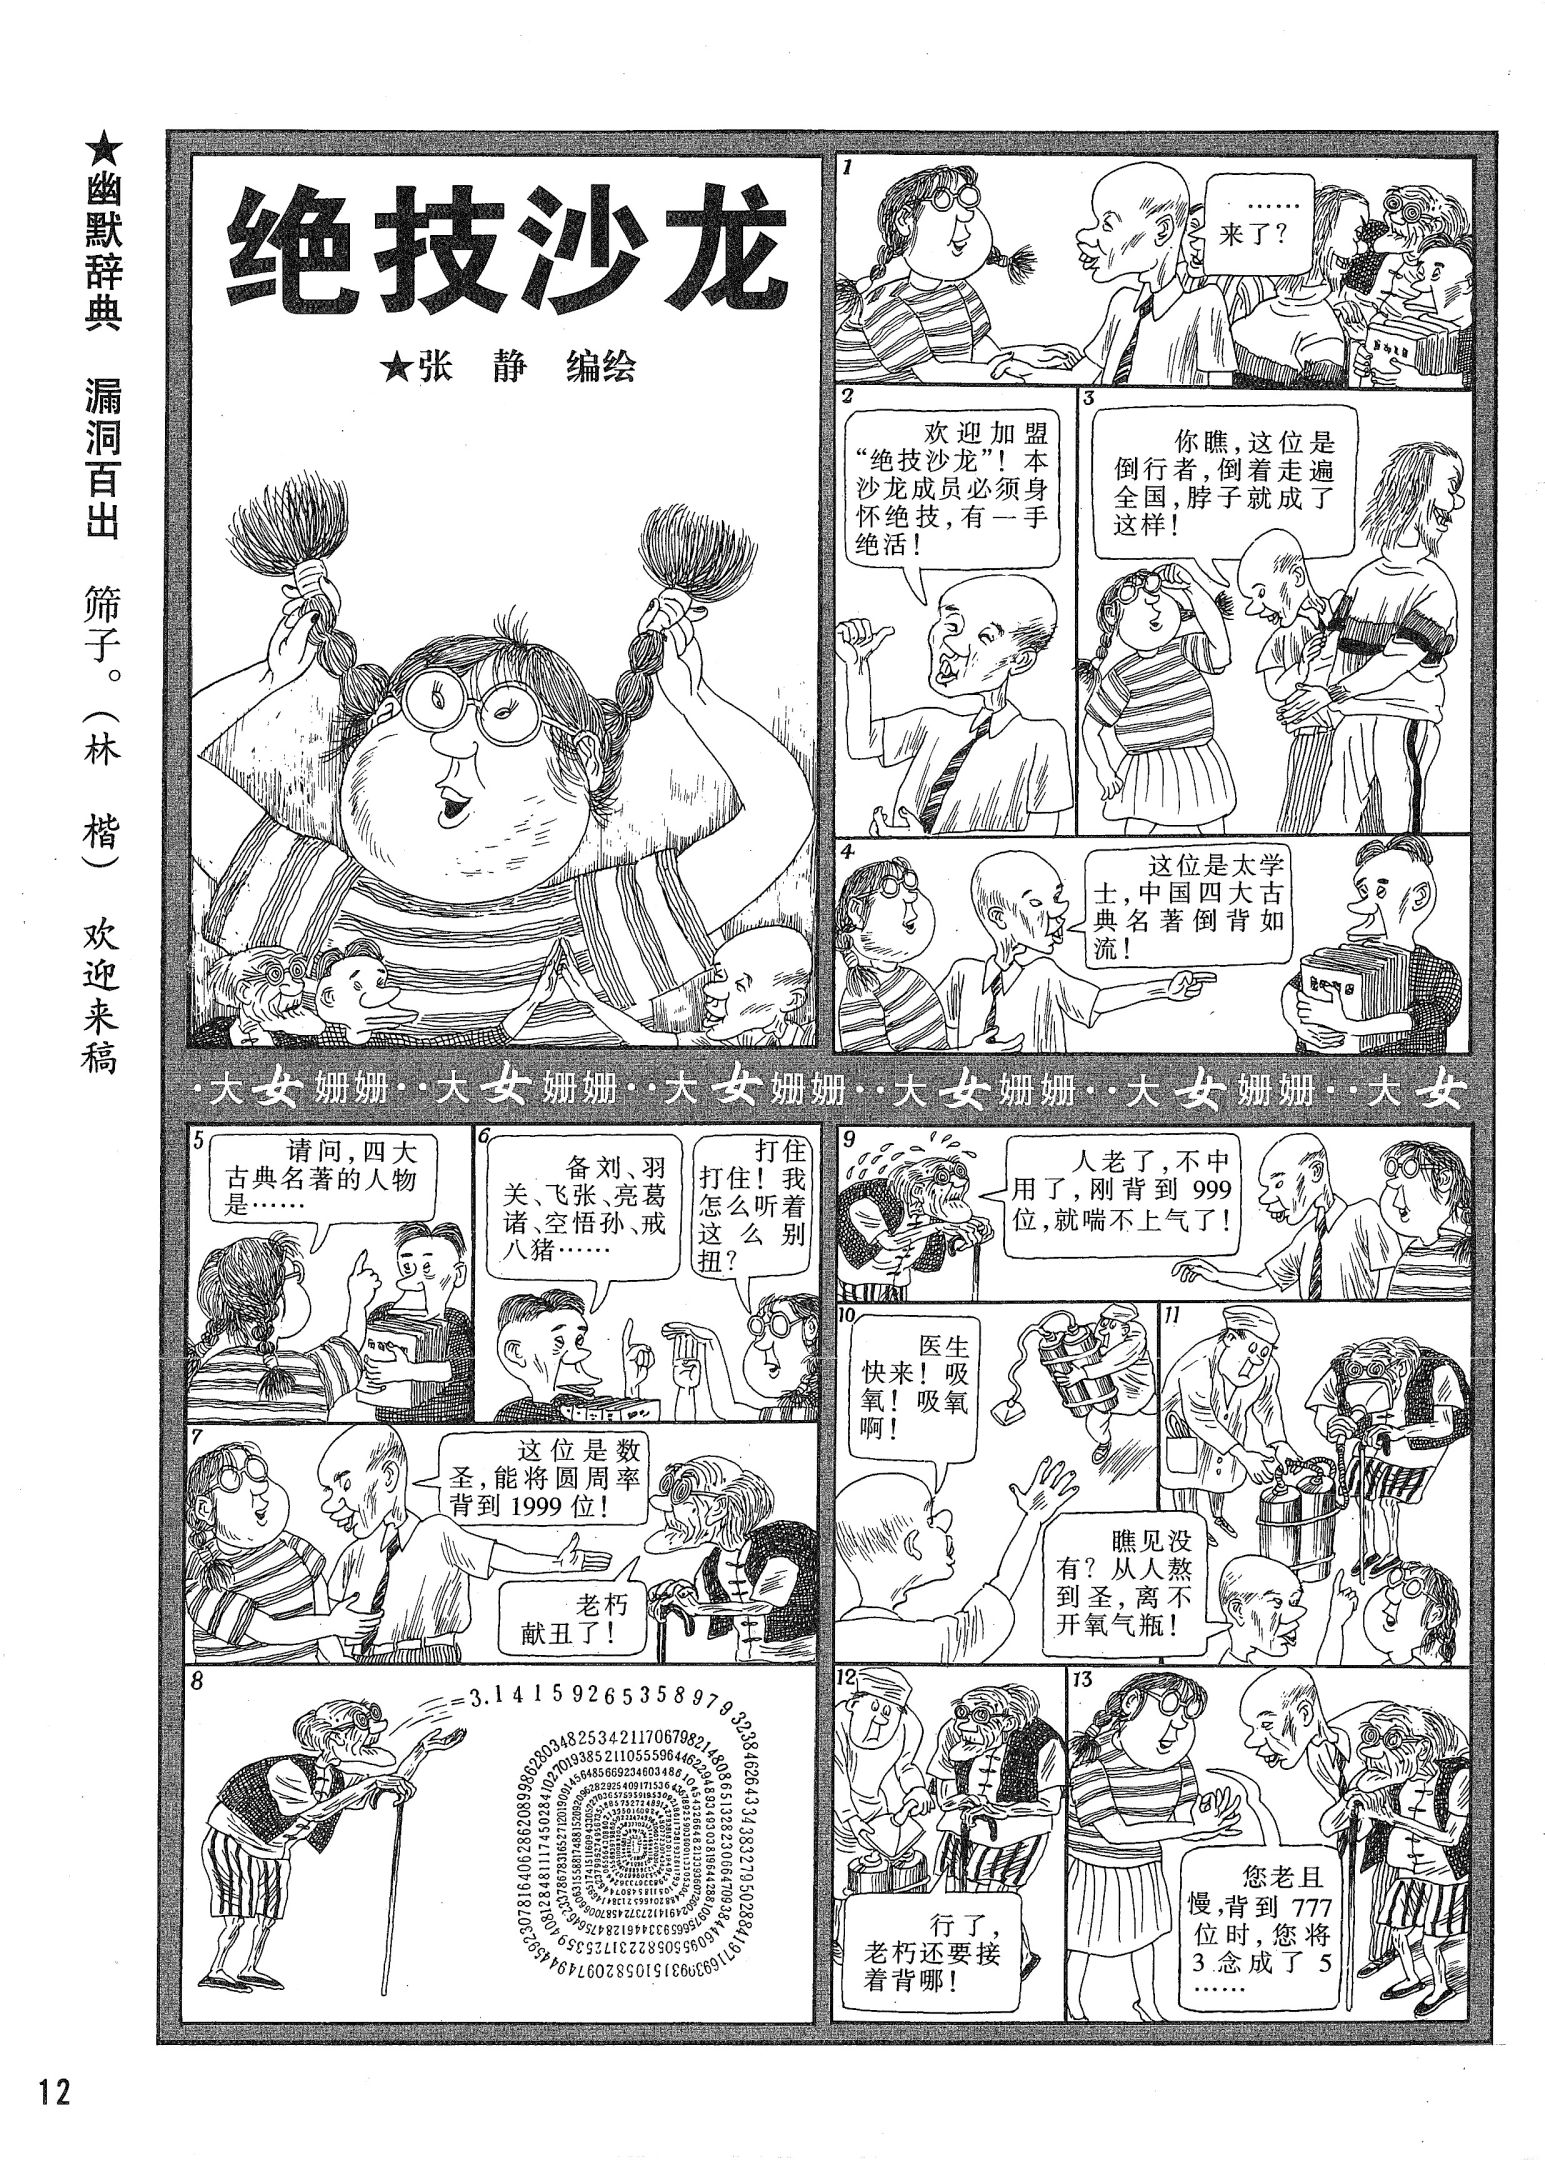 ★幽默辞典 漏洞百出 筛子。(林 楷) 欢迎来稿
绝技沙龙
★张 静 编绘
1
……
来了?
2
欢迎加盟
“绝技沙龙”!本
沙龙成员必须身
怀绝技,有一手
绝活!
3
你瞧,这位是
倒行者,倒着走遍
全国,脖子就成了
这样!
4
这位是太学
士,中国四大古
典名著倒背如
流!
·大女姗姗··大女姗姗··大女姗姗··大女姗姗··大女姗姗··大女
5
请问,四大
古典名著的人物
是……
6
备刘、羽
关、飞张、亮葛
诸、空悟孙、戒
八猪……
打住
打住!我
怎么听着
这么别
扭?
7
这位是数
圣,能将圆周率
背到1999位!
老朽
献丑了!
8
=3.141592653589793238462643383279502884197169399375105820974944592307816406286208998628034825342117067982148086513282306647093844609550582231725359408128481117450284102701938521105559644622948
9
人老了,不中
用了,刚背到999
位,就喘不上气了!
10
医生
快来!吸
氧!吸氧
啊!
11
瞧见没
有?从人熬
到圣,离不
开氧气瓶!
12
行了,
老朽还要接
着背哪!
13
您老且
慢,背到777
位时,您将
3念成了5
……
12